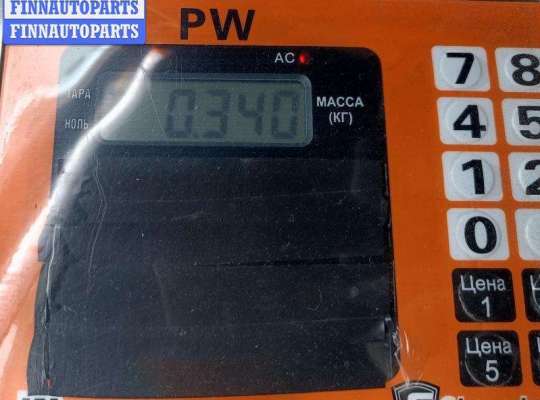 FINNAUTOPARTS
FINNAUTOPARTS
PW
AC
ТАРА
НОЛЬ
0.340
МАССА
(КГ)
7 8
4 5
1 2
0
Цена
1
Цена
5